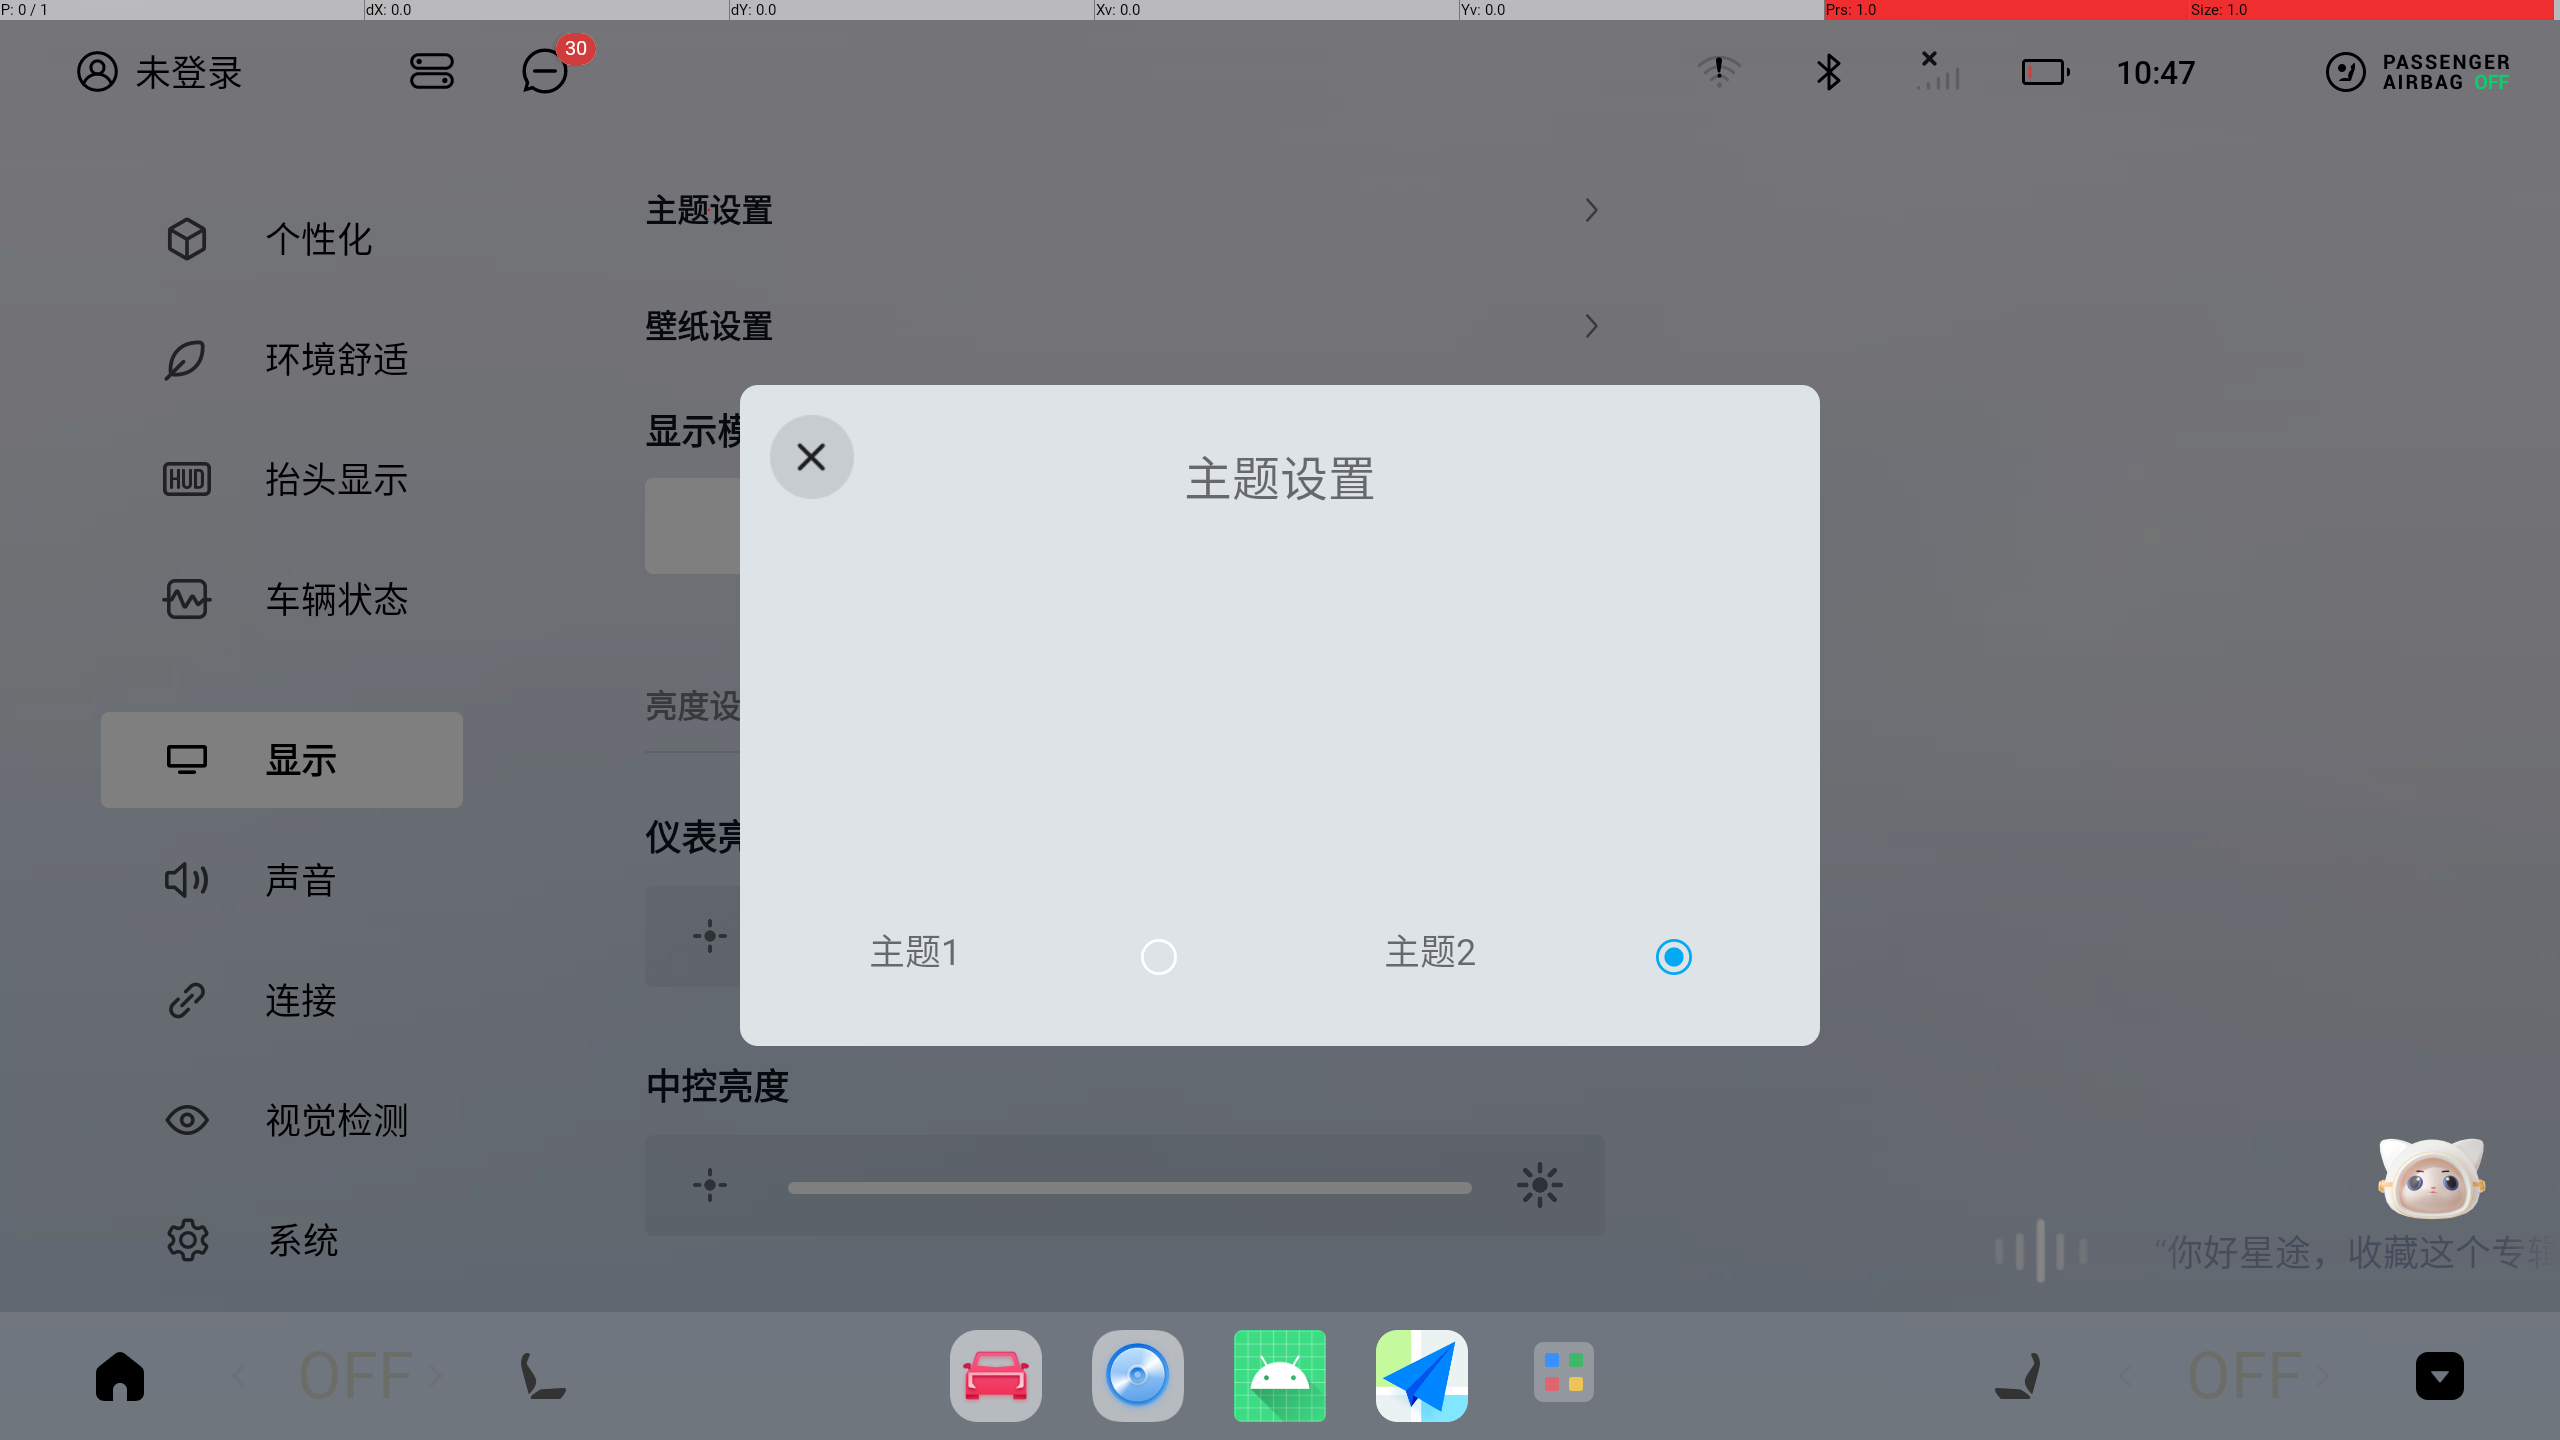 P: 0 / 1 dX: 0.0 dY: 0.0 Xv: 0.0 Yv: 0.0 Prs: 1.0 Size: 1.0
未登录 30 10:47 PASSENGER
AIRBAG OFF
主题设置
个性化
壁纸设置
环境舒适
显示模
主题设置
HUD 抬头显示
车辆状态
亮度设
显示
仪表亮
声音
主题1 主题2
连接
中控亮度
视觉检测
系统
“你好星途，收藏这个专辑
OFF OFF